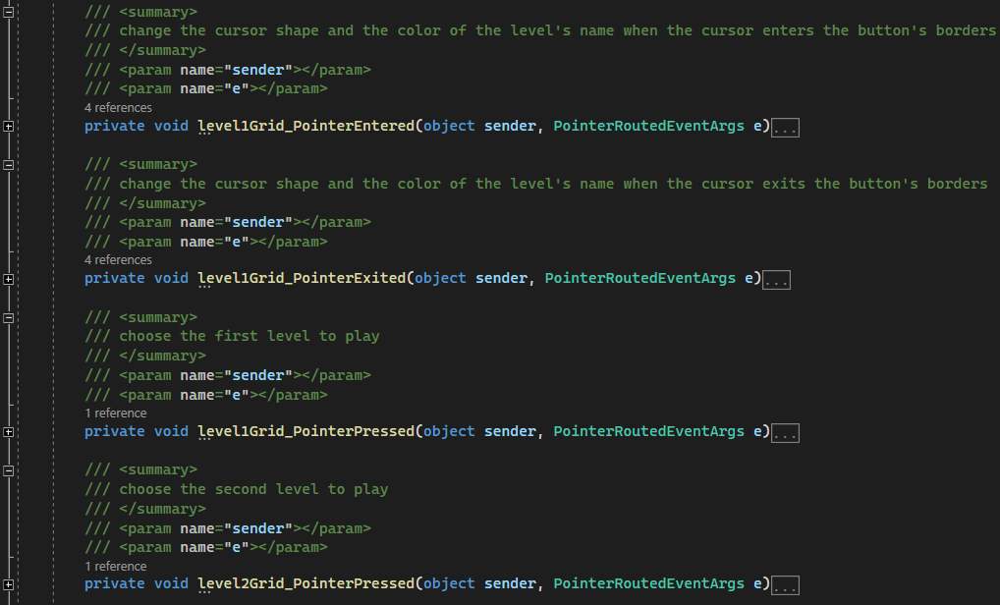 /// <summary>
/// change the cursor shape and the color of the level's name when the cursor enters the button's borders
/// </summary>
/// <param name="sender"></param>
/// <param name="e"></param>
4 references
private void level1Grid_PointerEntered(object sender, PointerRoutedEventArgs e)...
/// <summary>
/// change the cursor shape and the color of the level's name when the cursor exits the button's borders
/// </summary>
/// <param name="sender"></param>
/// <param name="e"></param>
4 references
private void level1Grid_PointerExited(object sender, PointerRoutedEventArgs e)...
/// <summary>
/// choose the first level to play
/// </summary>
/// <param name="sender"></param>
/// <param name="e"></param>
1 reference
private void level1Grid_PointerPressed(object sender, PointerRoutedEventArgs e)...
/// <summary>
/// choose the second level to play
/// </summary>
/// <param name="sender"></param>
/// <param name="e"></param>
1 reference
private void level2Grid_PointerPressed(object sender, PointerRoutedEventArgs e)...